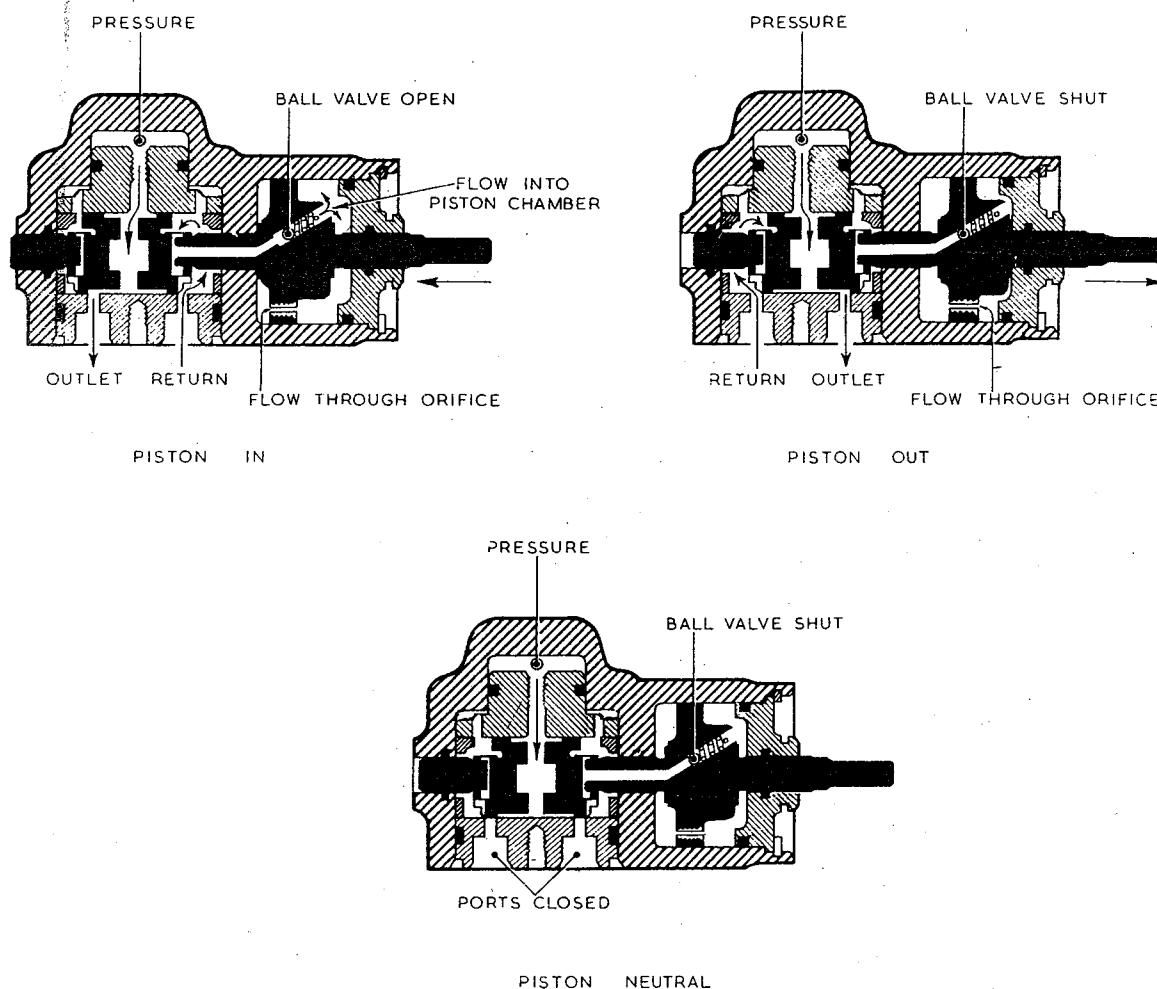 PRESSURE
BALL VALVE OPEN
FLOW INTO
PISTON CHAMBER
OUTLET RETURN
FLOW THROUGH ORIFICE
PISTON IN
PRESSURE
BALL VALVE SHUT
RETURN OUTLET
FLOW THROUGH ORIFICE
PISTON OUT
PRESSURE
BALL VALVE SHUT
PORTS CLOSED
PISTON NEUTRAL